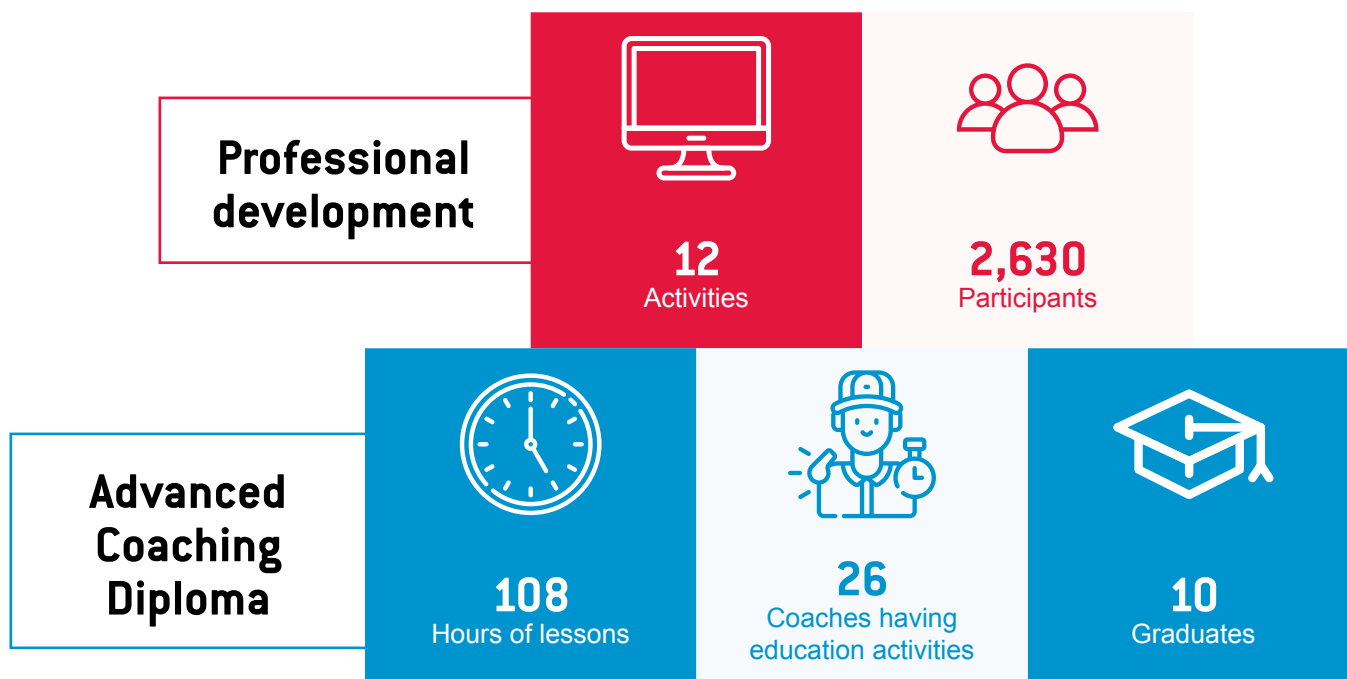 Professional
development
12
Activities
2,630
Participants
Advanced
Coaching
Diploma
108
Hours of lessons
26
Coaches having
education activities
10
Graduates